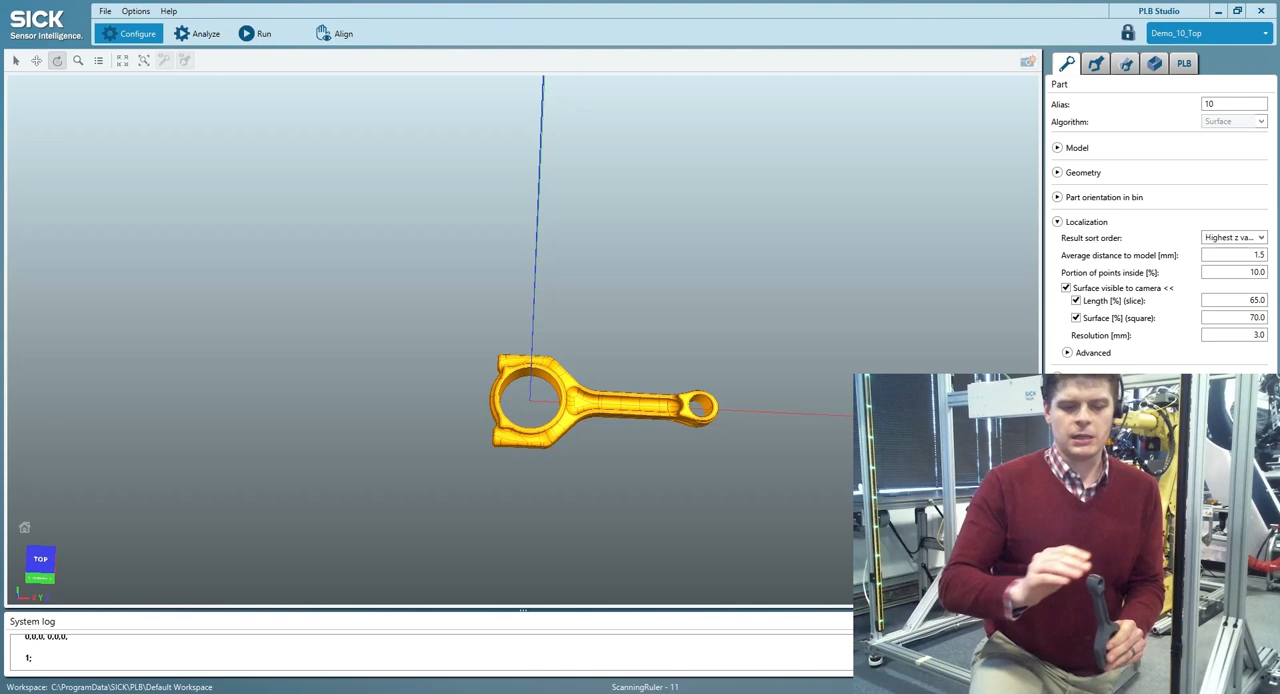 SICK
Sensor Intelligence.
File Options Help
PLB Studio
Configure Analyze Run Align
Demo_10_Top
PLB
Part
Alias: 10
Algorithm: Surface
Model
Geometry
Part orientation in bin
Localization
Result sort order: Highest z va...
Average distance to model [mm]: 1.5
Portion of points inside [%]: 10.0
Surface visible to camera <<
Length [%] (slice): 65.0
Surface [%] (square): 70.0
Resolution [mm]: 3.0
Advanced
SICK
TOP
System log
0,0,0, 0,0,0,
1;
Workspace: C:\ProgramData\SICK\PLB\Default Workspace
ScanningRuler - 11